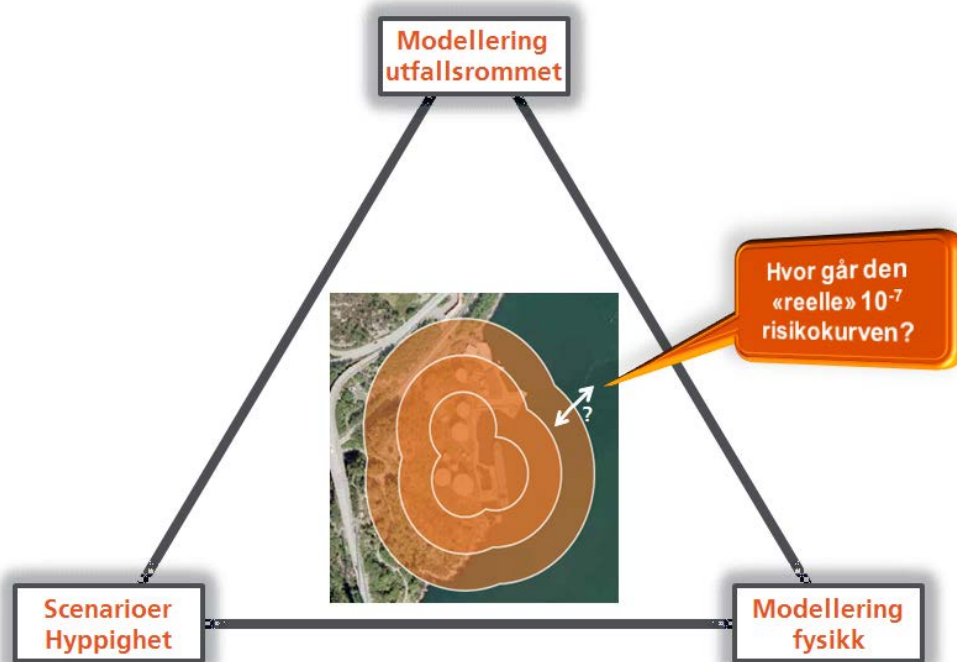 Modellering
utfallsrommet
Hvor går den
«reelle» 10⁻⁷
risikokurven?
?
Scenarioer
Hyppighet
Modellering
fysikk